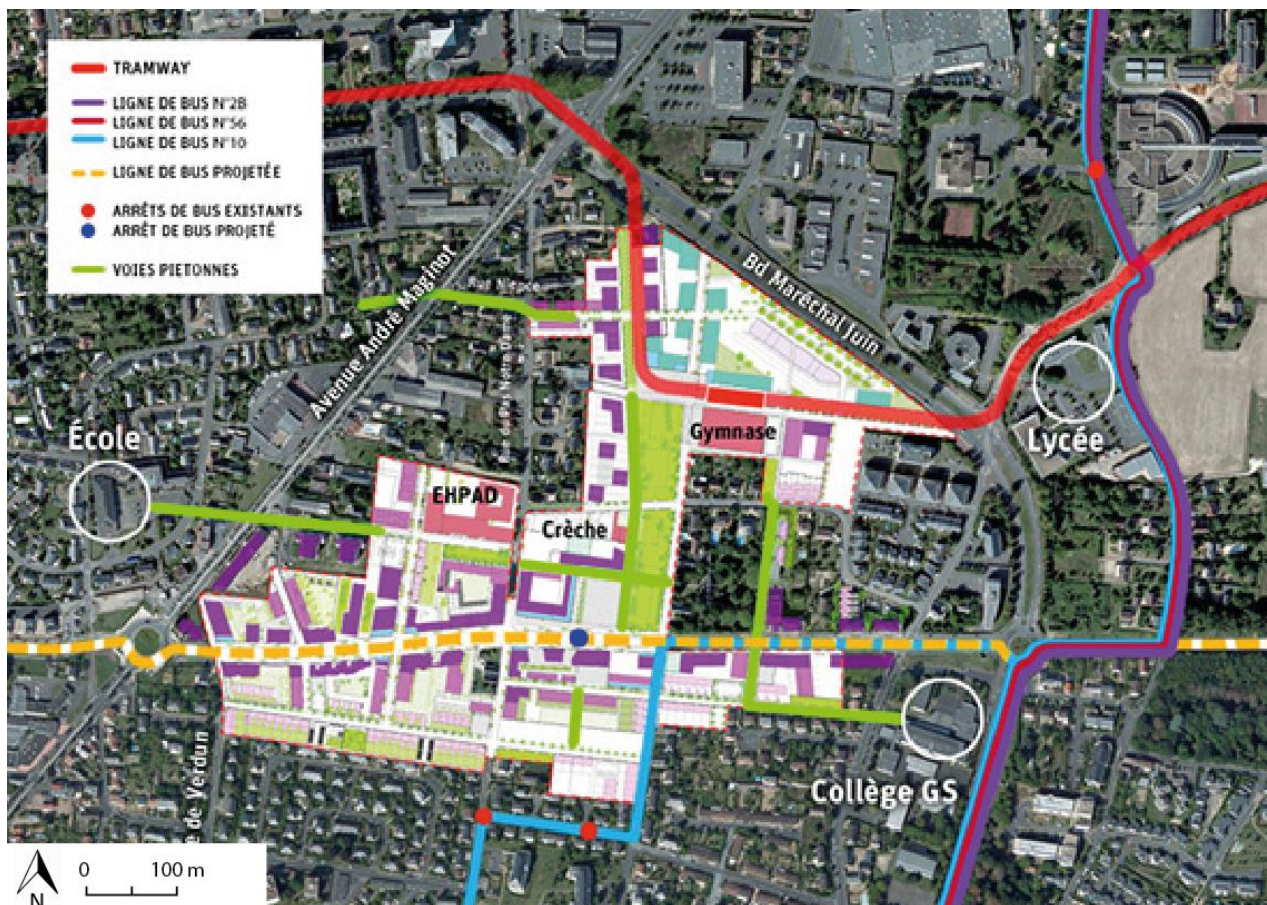 TRAMWAY
LIGNE DE BUS N°2B
LIGNE DE BUS N°56
LIGNE DE BUS N°10
LIGNE DE BUS PROJETÉE
ARRÊTS DE BUS EXISTANTS
ARRÊT DE BUS PROJETÉ
VOIES PIETONNES
Avenue André Maginot
Bd Maréchal Juin
École
Gymnase
Lycée
EHPAD
Crèche
Collège GS
de Verdun
0 100 m
N